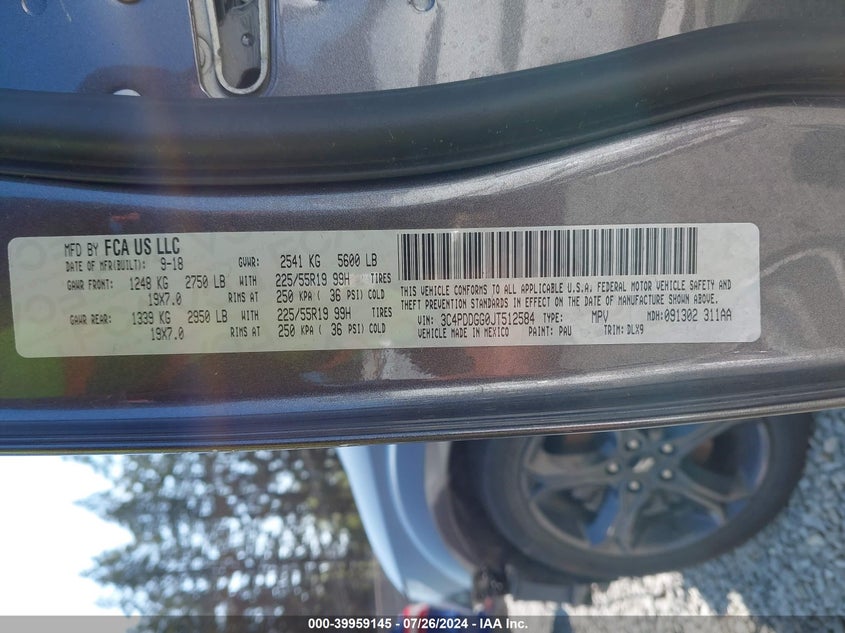 MFD BY FCA US LLC GVWR: 2541 KG 5600 LB
DATE OF MFR(BUILT): 9-18
GAWR FRONT: 1248 KG 2750 LB WITH 225/55R19 99H TIRES
19X7.0 RIMS AT 250 KPA ( 36 PSI) COLD
GAWR REAR: 1339 KG 2950 LB WITH 225/55R19 99H TIRES
19X7.0 RIMS AT 250 KPA ( 36 PSI) COLD
THIS VEHICLE CONFORMS TO ALL APPLICABLE U.S.A. FEDERAL MOTOR VEHICLE SAFETY AND
THEFT PREVENTION STANDARDS IN EFFECT ON THE DATE OF MANUFACTURE SHOWN ABOVE.
VIN: 3C4PDDGG0JT512584 TYPE: MPV MDH: 091302 311AA
VEHICLE MADE IN MEXICO PAINT: PAU TRIM: DLX9
000-39959145 - 07/26/2024 - IAA Inc.